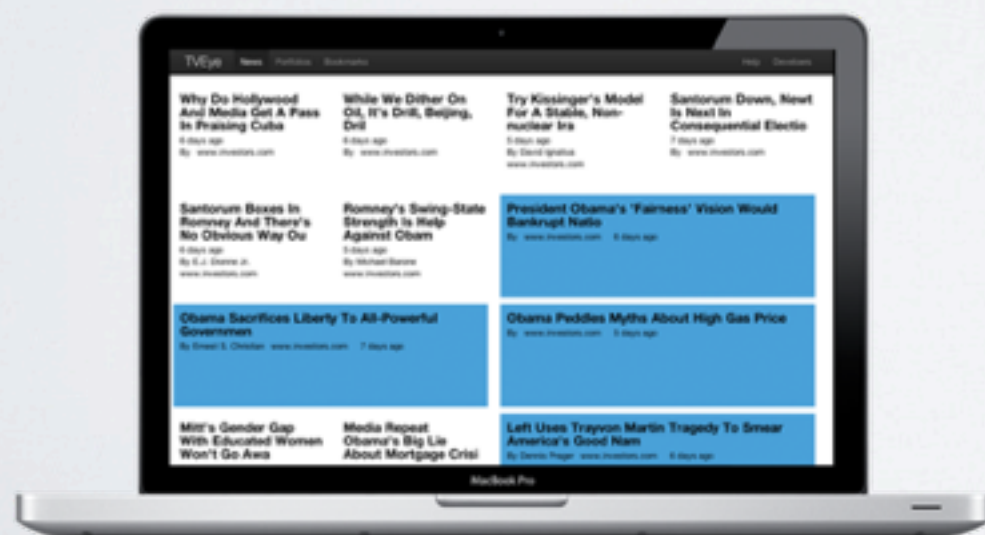 TVEye News Portfolios Bookmarks Help Developers
Why Do Hollywood
And Media Get A Pass
In Praising Cuba
6 days ago
By www.investors.com
While We Dither On
Oil, It's Drill, Beijing,
Dril
6 days ago
By www.investors.com
Try Kissinger's Model
For A Stable, Non-
nuclear Ira
5 days ago
By David Ignatius
www.investors.com
Santorum Down, Newt
Is Next In
Consequential Electio
7 days ago
By www.investors.com
Santorum Boxes In
Romney And There's
No Obvious Way Ou
6 days ago
By E.J. Dionne Jr.
www.investors.com
Romney's Swing-State
Strength Is Help
Against Obam
5 days ago
By Michael Barone
www.investors.com
President Obama's 'Fairness' Vision Would
Bankrupt Natio
By www.investors.com 6 days ago
Obama Sacrifices Liberty To All-Powerful
Governmen
By Ernest S. Christian www.investors.com 7 days ago
Obama Peddles Myths About High Gas Price
By www.investors.com 5 days ago
Mitt's Gender Gap
With Educated Women
Won't Go Awa
Media Repeat
Obama's Big Lie
About Mortgage Crisi
Left Uses Trayvon Martin Tragedy To Smear
America's Good Nam
By Dennis Prager www.investors.com 6 days ago
MacBook Pro